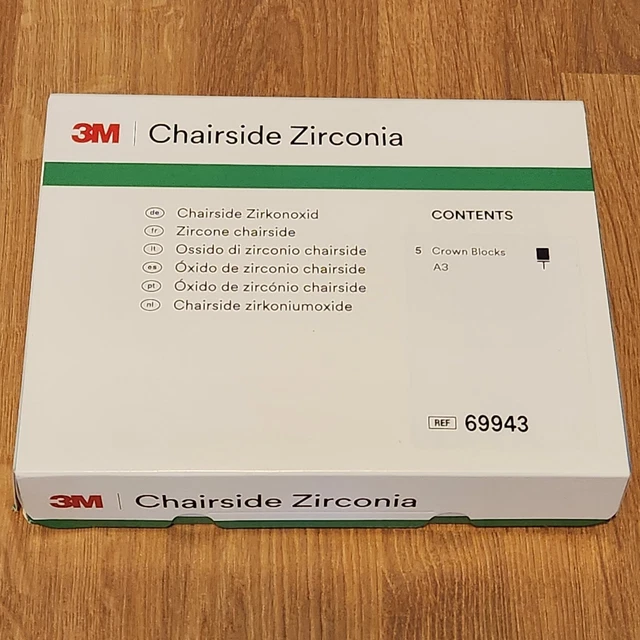 3M Chairside Zirconia
de Chairside Zirkonoxid
fr Zircone chairside
it Ossido di zirconio chairside
es Óxido de zirconio chairside
pt Óxido de zircónio chairside
nl Chairside zirkoniumoxide
CONTENTS
5 Crown Blocks
A3
REF 69943
3M Chairside Zirconia